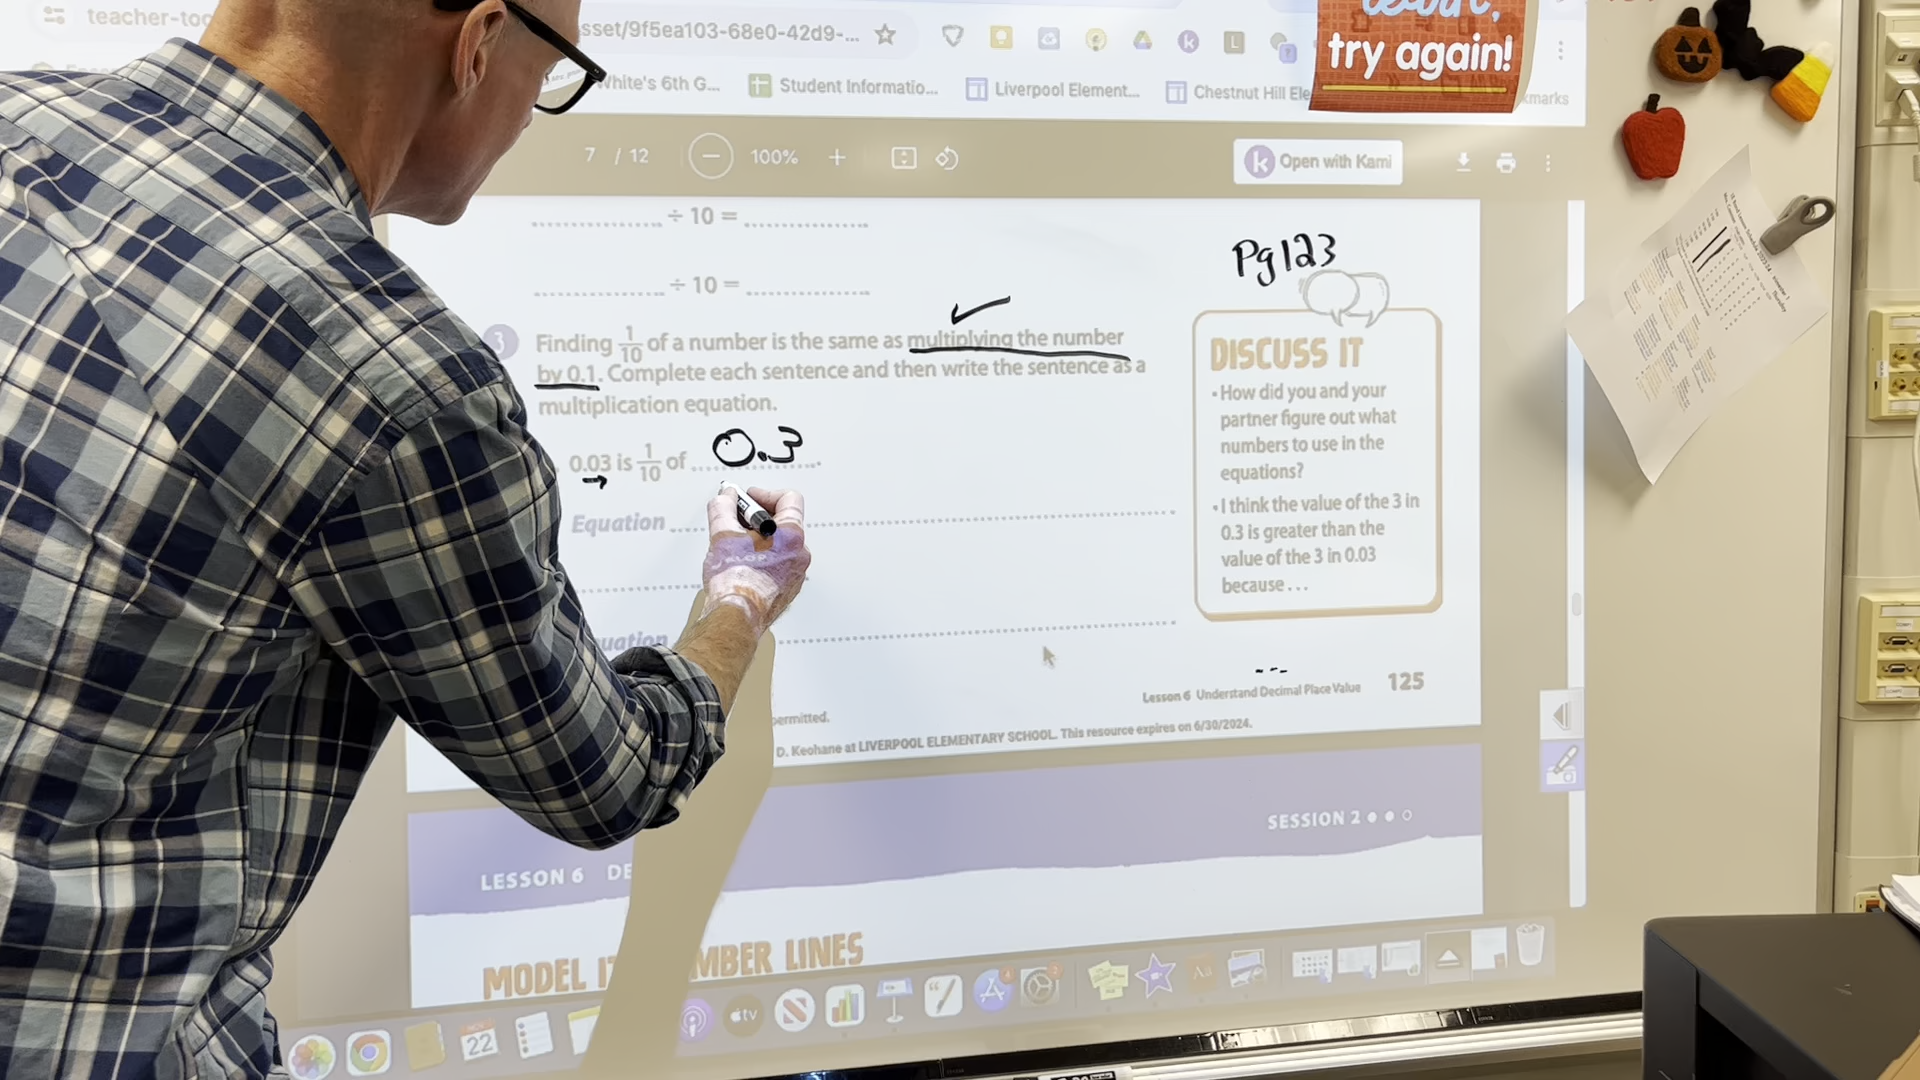 teacher-too
sset/9f5ea103-68e0-42d9-...
try again!
White's 6th G...
Student Informatio...
Liverpool Element...
Chestnut Hill Ele
kmarks
7 / 12
100%
Open with Kami
÷ 10 =
÷ 10 =
Pg 123
3
Finding 1/10 of a number is the same as multiplying the number
by 0.1. Complete each sentence and then write the sentence as a
multiplication equation.
0.03 is 1/10 of 0.3.
Equation
uation
DISCUSS IT
• How did you and your
partner figure out what
numbers to use in the
equations?
• I think the value of the 3 in
0.3 is greater than the
value of the 3 in 0.03
because . . .
Lesson 6 Understand Decimal Place Value 125
permitted.
D. Keohane at LIVERPOOL ELEMENTARY SCHOOL. This resource expires on 6/30/2024.
SESSION 2
LESSON 6 DE
MODEL IT MBER LINES
22
tv